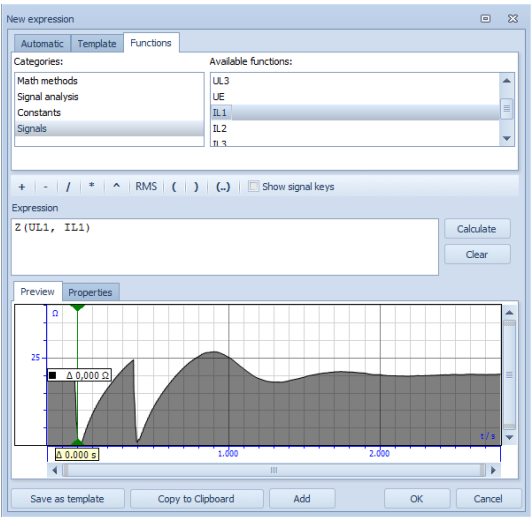 New expression
Automatic Template Functions
Categories: Available functions:
Math methods
Signal analysis
Constants
Signals
UL3
UE
IL1
IL2
IL3
+ - / * ^ RMS ( ) (..) Show signal keys
Expression
Z(UL1, IL1)
Calculate
Clear
Preview Properties
Ω
25
Δ 0,000 Ω
t/s
Δ 0.000 s 1.000 2.000
Save as template Copy to Clipboard Add OK Cancel